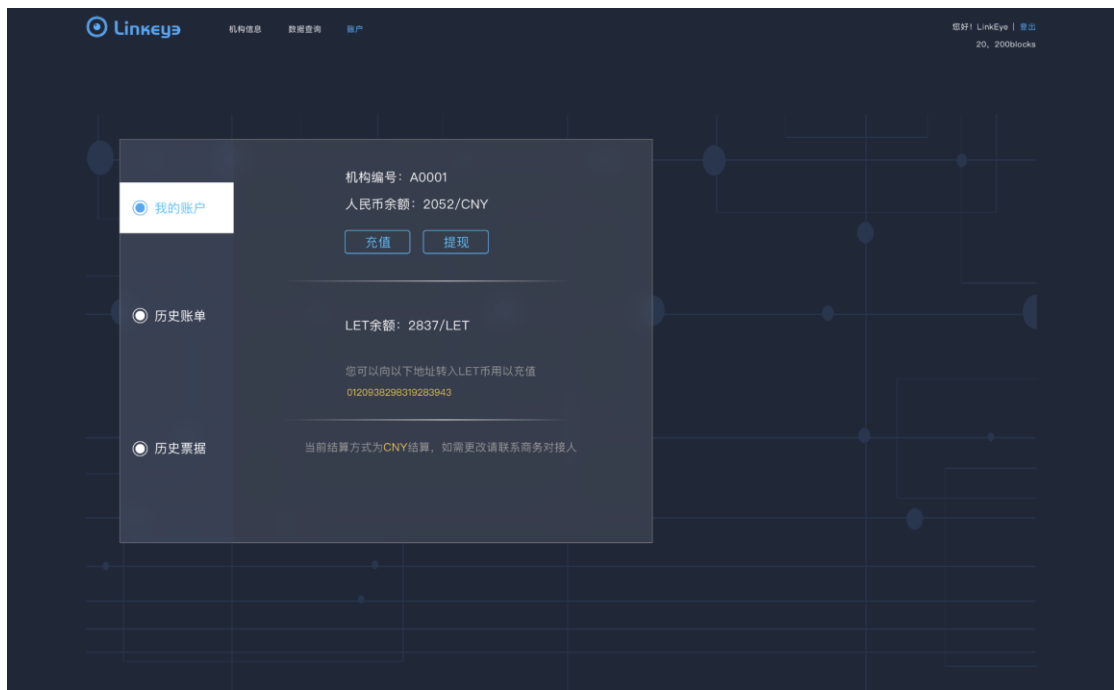 Linkeye 机构信息 数据查询 账户 您好! LinkEye | 登出
20, 200blocks
机构编号: A0001
人民币余额: 2052/CNY
我的账户
充值 提现
历史账单
LET余额: 2837/LET
您可以向以下地址转入LET币用以充值
0120938298319283943
历史票据
当前结算方式为CNY结算, 如需更改请联系商务对接人